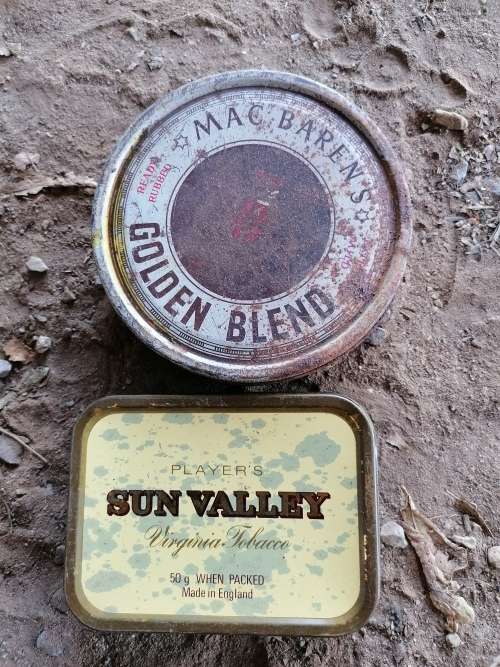 MAC BAREN'S
READY
RUBBED
GOLDEN BLEND
PLAYER'S
SUN VALLEY
Virginia Tobacco
50 g WHEN PACKED
Made in England